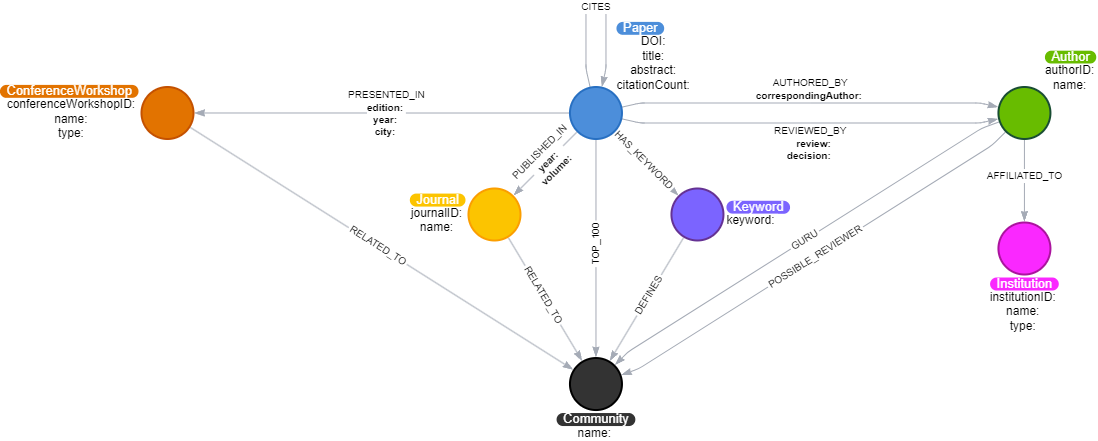 CITES
Paper
DOI:
title:
abstract:
citationCount:
Author
authorID:
name:
ConferenceWorkshop
conferenceWorkshopID:
name:
type:
PRESENTED_IN
edition:
year:
city:
AUTHORED_BY
correspondingAuthor:
REVIEWED_BY
review:
decision:
PUBLISHED_IN
year:
volume:
HAS_KEYWORD
AFFILIATED_TO
Journal
journalID:
name:
Keyword
keyword:
RELATED_TO
TOP_100
GURU
POSSIBLE_REVIEWER
RELATED_TO
DEFINES
Institution
institutionID:
name:
type:
Community
name: